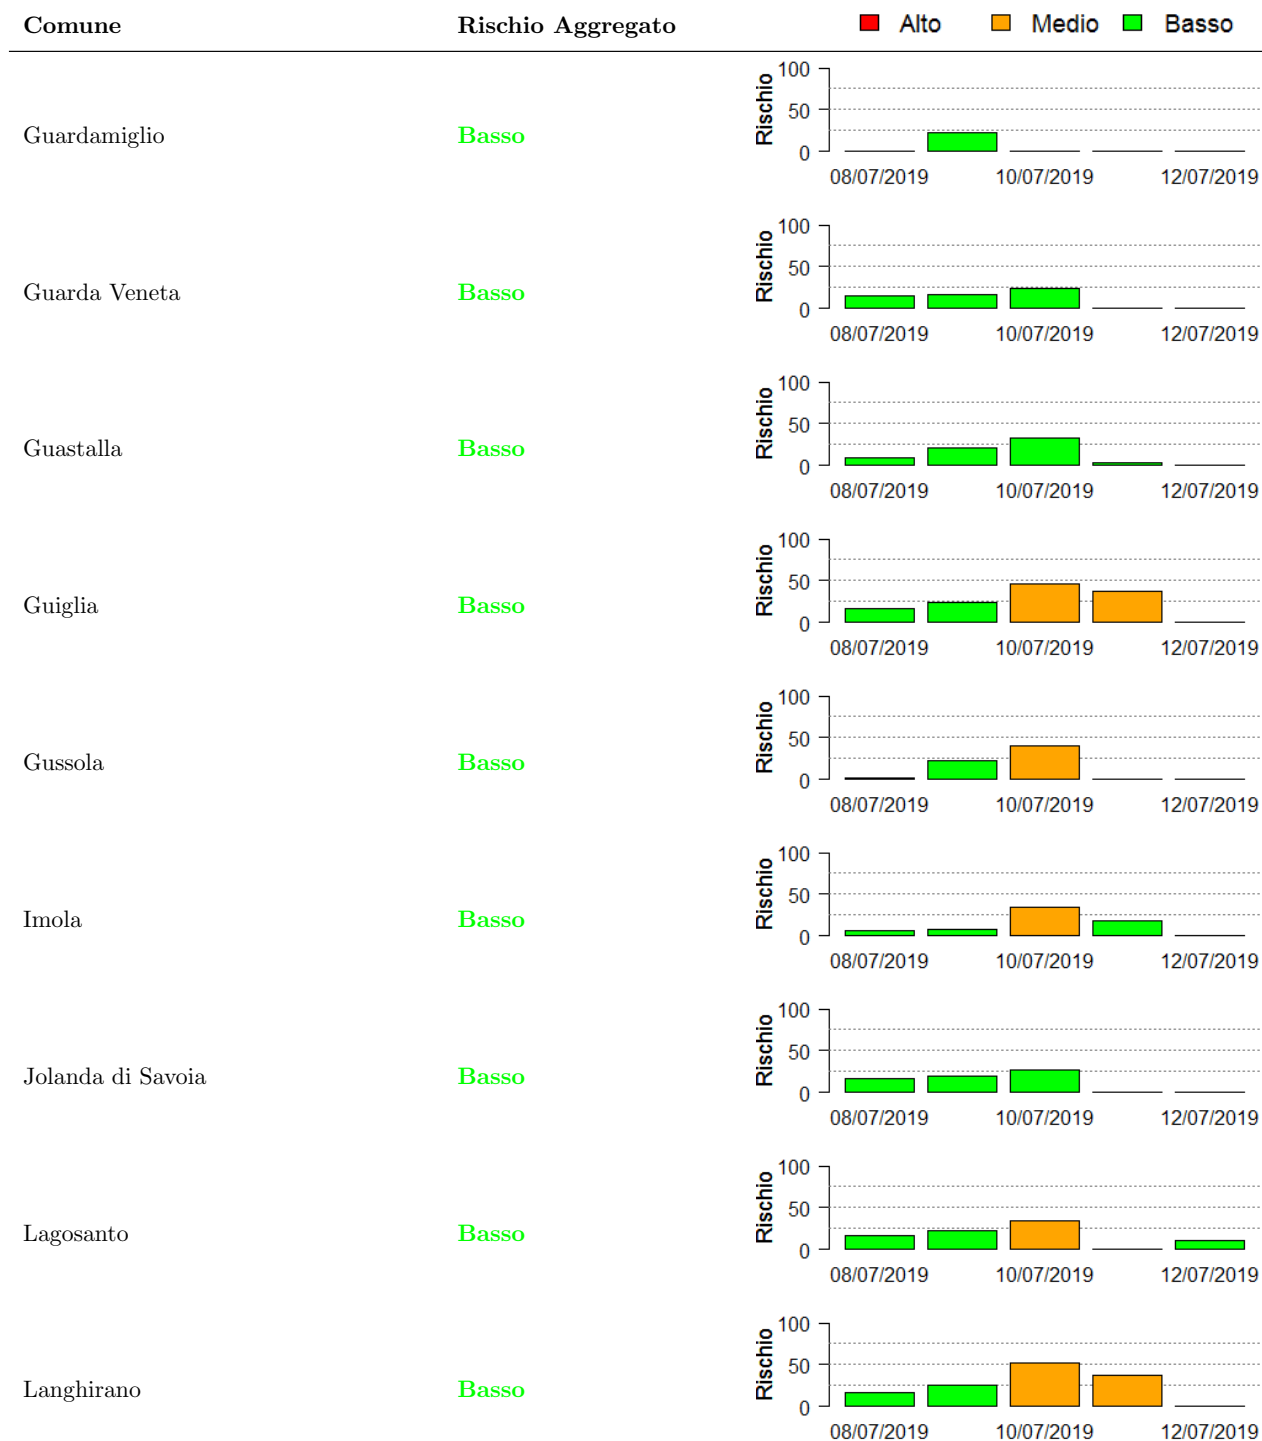 Comune Rischio Aggregato Alto Medio Basso
100
50
0
Rischio
Guardamiglio Basso
08/07/2019 10/07/2019 12/07/2019
100
50
0
Rischio
Guarda Veneta Basso
08/07/2019 10/07/2019 12/07/2019
100
50
0
Rischio
Guastalla Basso
08/07/2019 10/07/2019 12/07/2019
100
50
0
Rischio
Guiglia Basso
08/07/2019 10/07/2019 12/07/2019
100
50
0
Rischio
Gussola Basso
08/07/2019 10/07/2019 12/07/2019
100
50
0
Rischio
Imola Basso
08/07/2019 10/07/2019 12/07/2019
100
50
0
Rischio
Jolanda di Savoia Basso
08/07/2019 10/07/2019 12/07/2019
100
50
0
Rischio
Lagosanto Basso
08/07/2019 10/07/2019 12/07/2019
100
50
0
Rischio
Langhirano Basso
08/07/2019 10/07/2019 12/07/2019